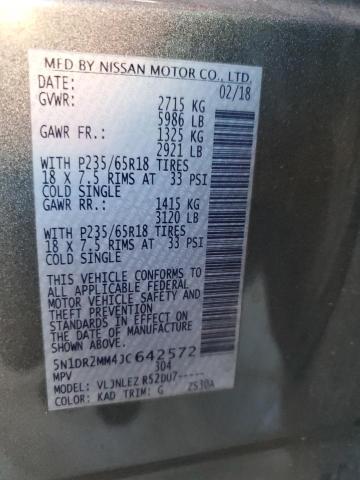 MFD BY NISSAN MOTOR CO., LTD.
DATE: 02/18
GVWR: 2715 KG
5986 LB
GAWR FR: 1325 KG
2921 LB
WITH P235/65R18 TIRES
18 X 7.5 RIMS AT 33 PSI
COLD SINGLE
GAWR RR: 1415 KG
3120 LB
WITH P235/65R18 TIRES
18 X 7.5 RIMS AT 33 PSI
COLD SINGLE
THIS VEHICLE CONFORMS TO
ALL APPLICABLE FEDERAL
MOTOR VEHICLE SAFETY
AND THEFT PREVENTION
STANDARDS IN EFFECT ON
THE DATE OF MANUFACTURE
SHOWN ABOVE.
5N1DR2MM4JC642572
MPV 304
MODEL: VLJNLEZ R52DU7-----
COLOR: KAD TRIM: G ZS30A